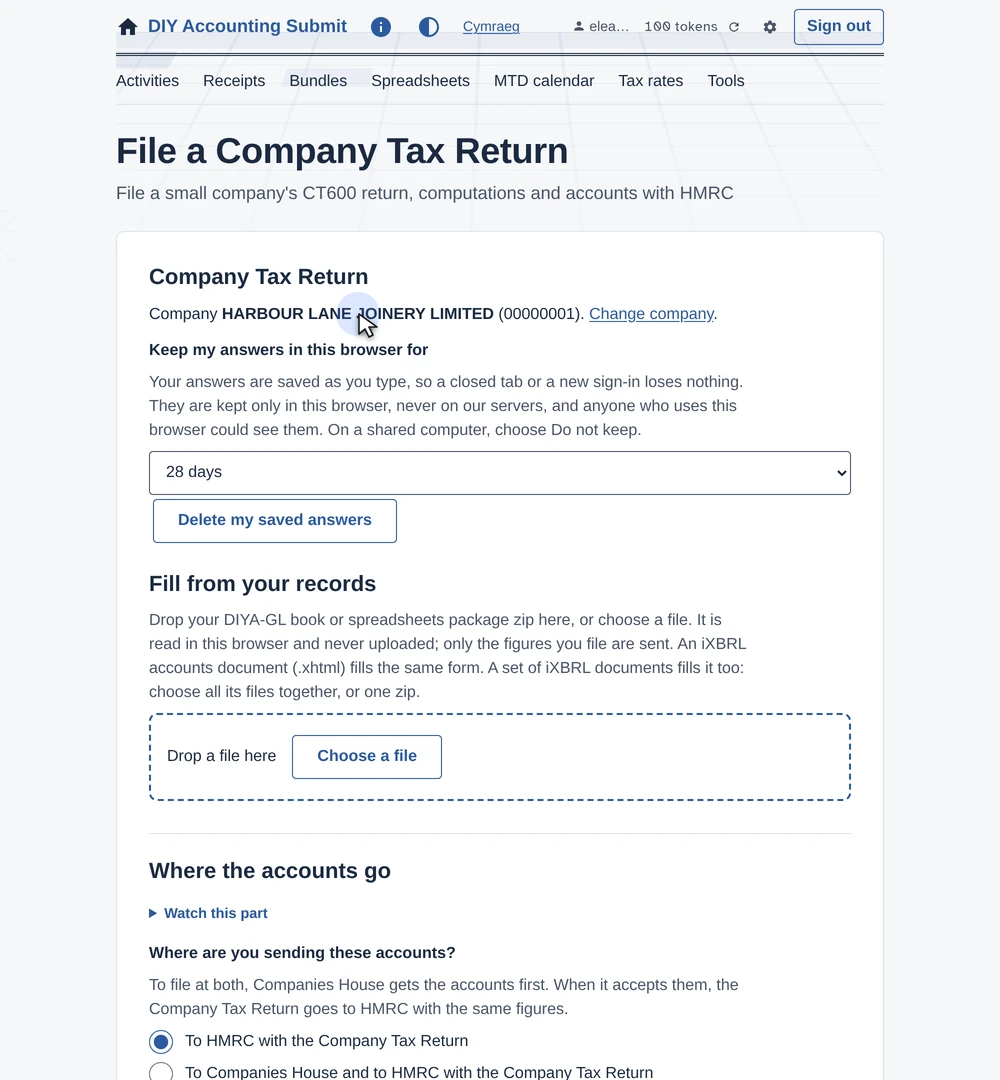 DIY Accounting Submit
Cymraeg
elea...
100 tokens
Sign out
Activities
Receipts
Bundles
Spreadsheets
MTD calendar
Tax rates
Tools
File a Company Tax Return
File a small company's CT600 return, computations and accounts with HMRC
Company Tax Return
Company HARBOUR LANE JOINERY LIMITED (00000001). Change company.
Keep my answers in this browser for
Your answers are saved as you type, so a closed tab or a new sign-in loses nothing.
They are kept only in this browser, never on our servers, and anyone who uses this
browser could see them. On a shared computer, choose Do not keep.
28 days
Delete my saved answers
Fill from your records
Drop your DIYA-GL book or spreadsheets package zip here, or choose a file. It is
read in this browser and never uploaded; only the figures you file are sent. An iXBRL
accounts document (.xhtml) fills the same form. A set of iXBRL documents fills it too:
choose all its files together, or one zip.
Drop a file here
Choose a file
Where the accounts go
Watch this part
Where are you sending these accounts?
To file at both, Companies House gets the accounts first. When it accepts them, the
Company Tax Return goes to HMRC with the same figures.
To HMRC with the Company Tax Return
To Companies House and to HMRC with the Company Tax Return